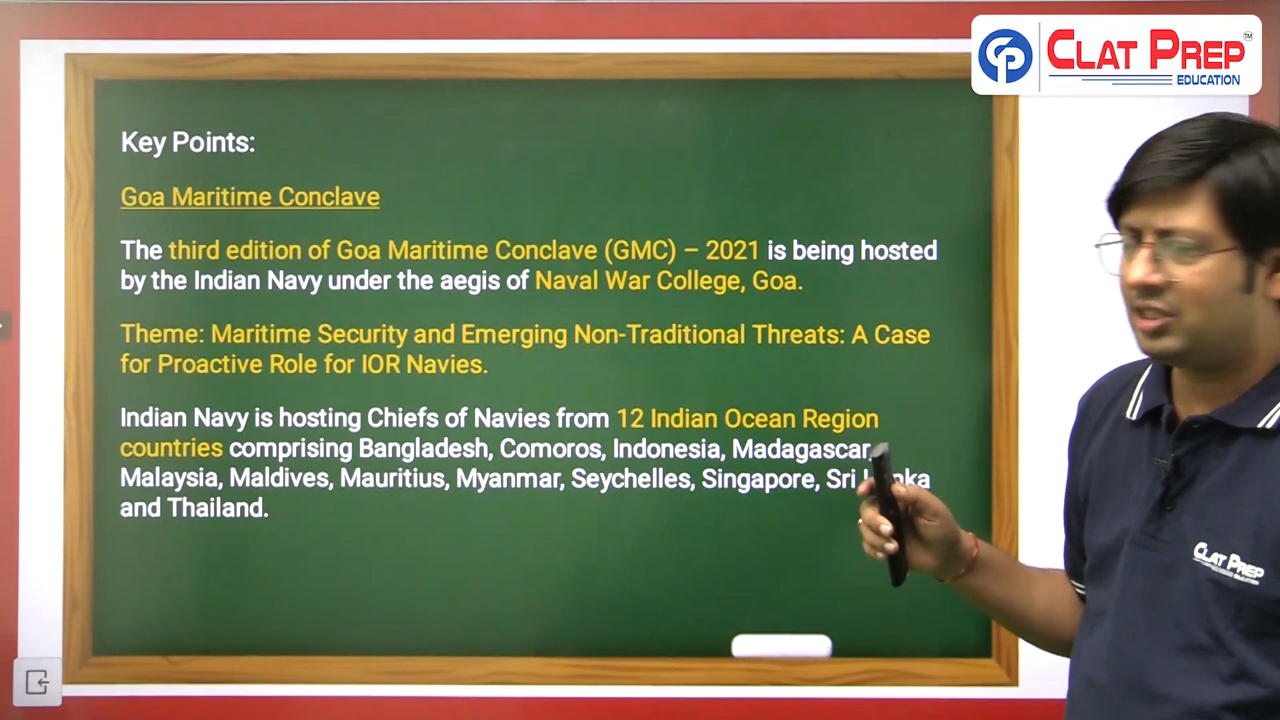 CLAT PREP™
EDUCATION
Key Points:
Goa Maritime Conclave
The third edition of Goa Maritime Conclave (GMC) – 2021 is being hosted
by the Indian Navy under the aegis of Naval War College, Goa.
Theme: Maritime Security and Emerging Non-Traditional Threats: A Case
for Proactive Role for IOR Navies.
Indian Navy is hosting Chiefs of Navies from 12 Indian Ocean Region
countries comprising Bangladesh, Comoros, Indonesia, Madagascar,
Malaysia, Maldives, Mauritius, Myanmar, Seychelles, Singapore, Sri Lanka
and Thailand.
CLAT PREP
EDUCATION